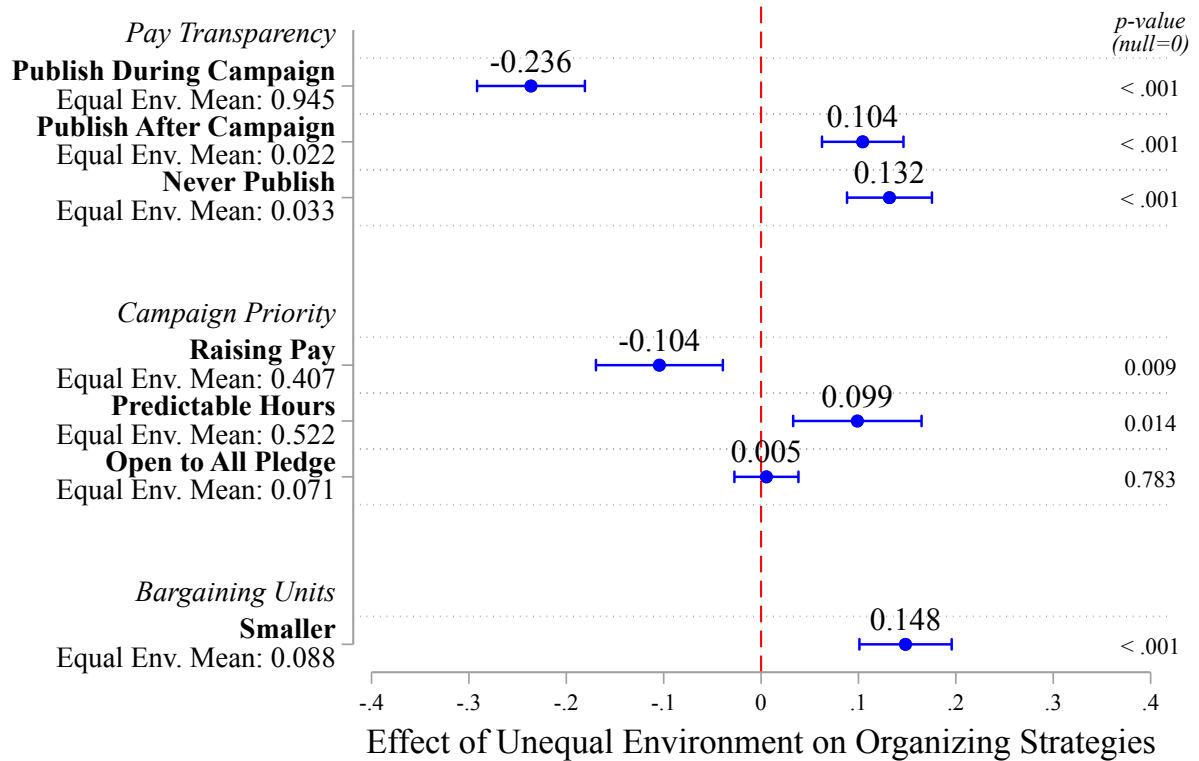 p-value
(null=0)
Pay Transparency
Publish During Campaign
Equal Env. Mean: 0.945
-0.236
< .001
Publish After Campaign
Equal Env. Mean: 0.022
0.104
< .001
Never Publish
Equal Env. Mean: 0.033
0.132
< .001
Campaign Priority
Raising Pay
Equal Env. Mean: 0.407
-0.104
0.009
Predictable Hours
Equal Env. Mean: 0.522
0.099
0.014
Open to All Pledge
Equal Env. Mean: 0.071
0.005
0.783
Bargaining Units
Smaller
Equal Env. Mean: 0.088
0.148
< .001
-.4 -.3 -.2 -.1 0 .1 .2 .3 .4
Effect of Unequal Environment on Organizing Strategies